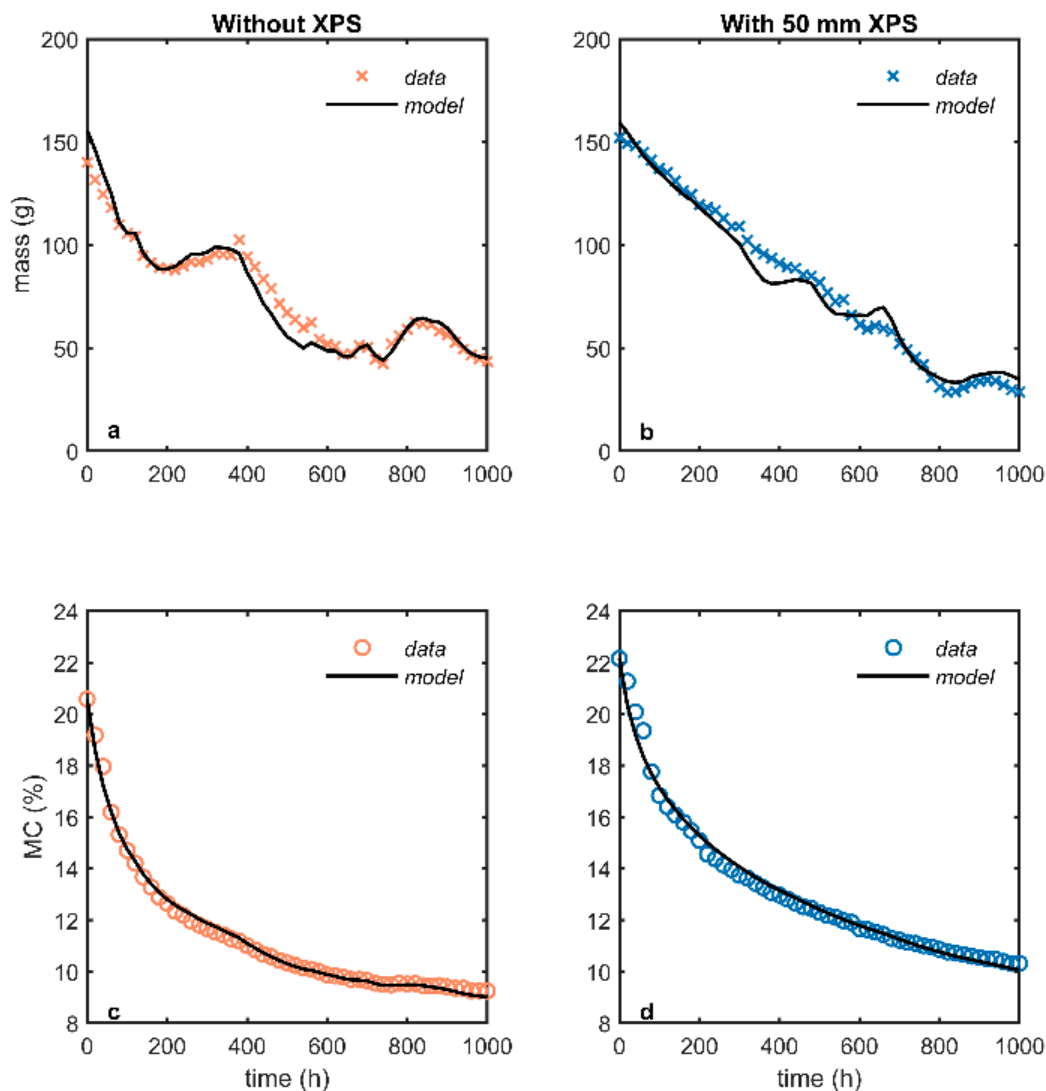 Without XPS
With 50 mm XPS
200
150
100
50
0
mass (g)
data
model
a
0 200 400 600 800 1000
200
150
100
50
0
data
model
b
0 200 400 600 800 1000
24
22
20
18
16
14
12
10
8
MC (%)
data
model
c
0 200 400 600 800 1000
time (h)
24
22
20
18
16
14
12
10
8
data
model
d
0 200 400 600 800 1000
time (h)